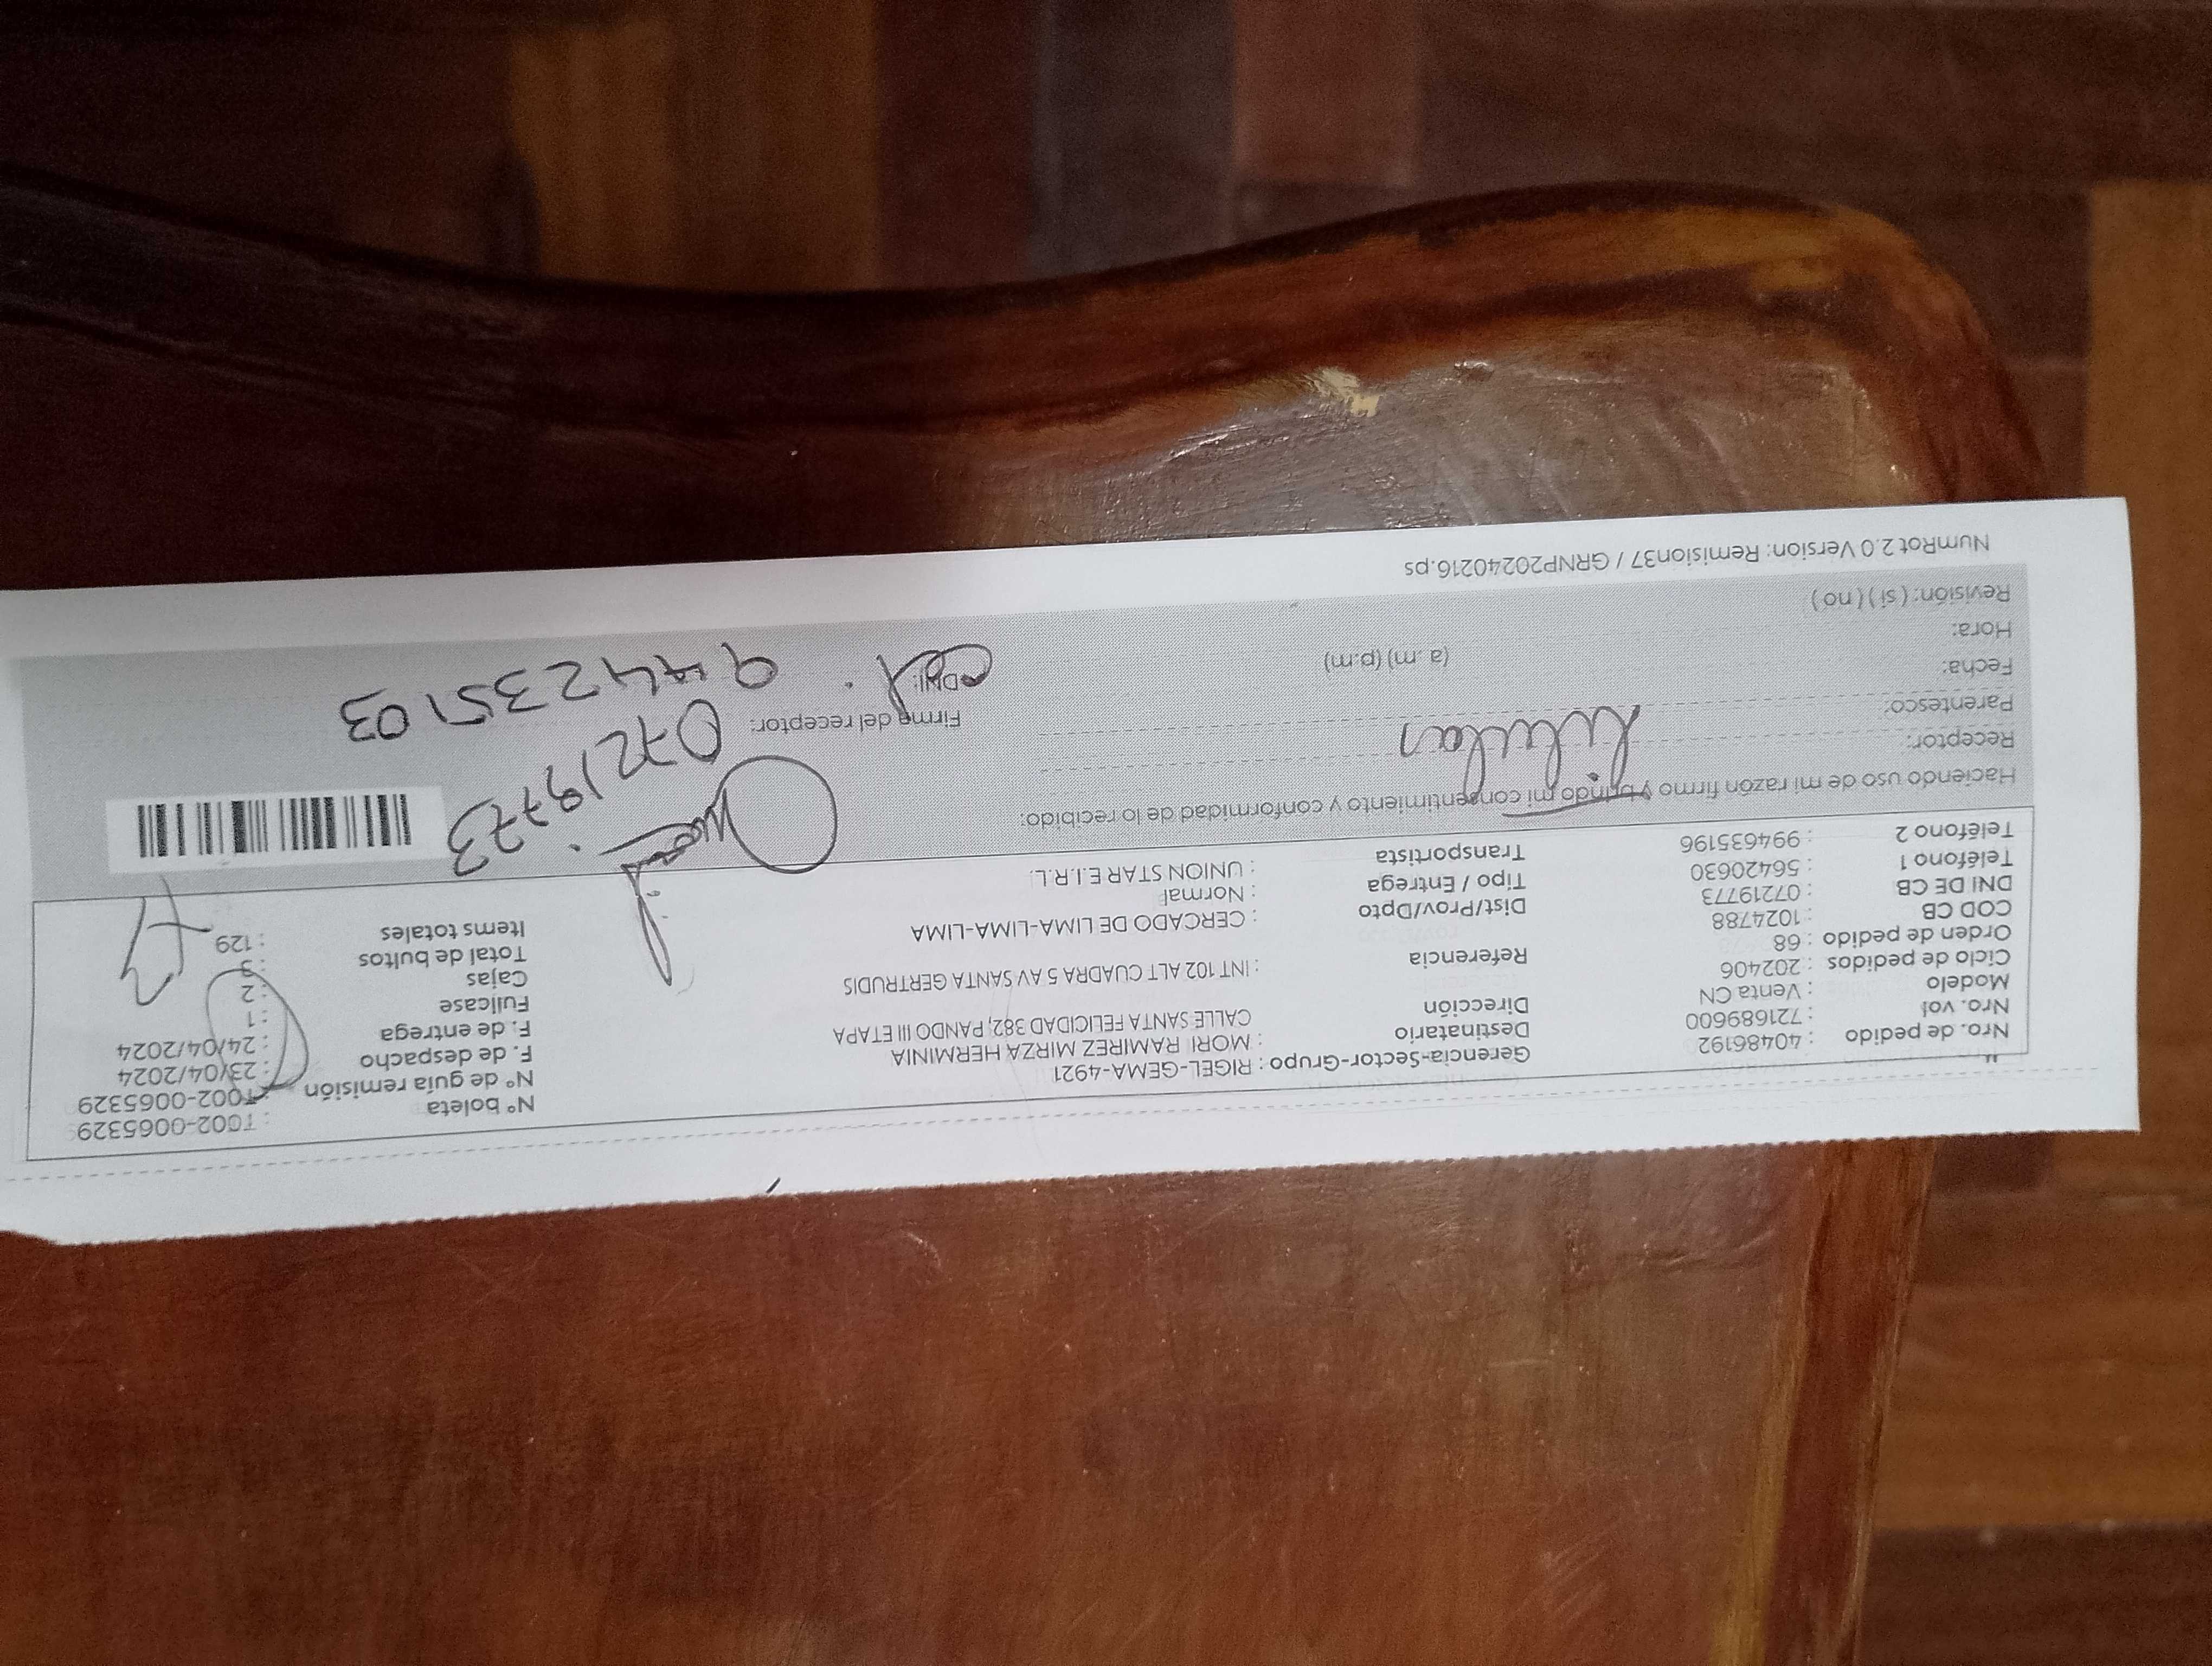 Nro. de pedido : 40486192
Nro. vol : 721689600
Modelo : Venta CN
Ciclo de pedidos : 202406
Orden de pedido : 68
COD CB : 1024788
DNI DE CB : 07219773
Teléfono 1 : 56420630
Teléfono 2 : 994635196
Gerencia-Sector-Grupo : RIGEL-GEMA-4921
Destinatario : MORI RAMIREZ MIRZA HERMINIA
Dirección CALLE SANTA FELICIDAD 382, PANDO III ETAPA
Referencia : INT 102 ALT CUADRA 5 AV SANTA GERTRUDIS
Dist/Prov/Dpto : CERCADO DE LIMA-LIMA-LIMA
Tipo / Entrega : Normal
Transportista : UNION STAR E.I.R.L.
N° boleta : T002-0065329
N° de guía remisión : T002-0065329
F. de despacho : 23/04/2024
F. de entrega : 24/04/2024
Fullcase : 1
Cajas : 2
Total de bultos : 3
Items totales : 129
Haciendo uso de mi razón firmo y brindo mi consentimiento y conformidad de lo recibido:
Receptor:
Parentesco: Titular
Fecha:
Hora: (a. m) (p.m)
Revisión: ( si ) ( no )
Firma del receptor: 07219773
DNI:
Cel. 944235103
NumRot 2.0 Versión: Remision37 / GRNP20240216.ps